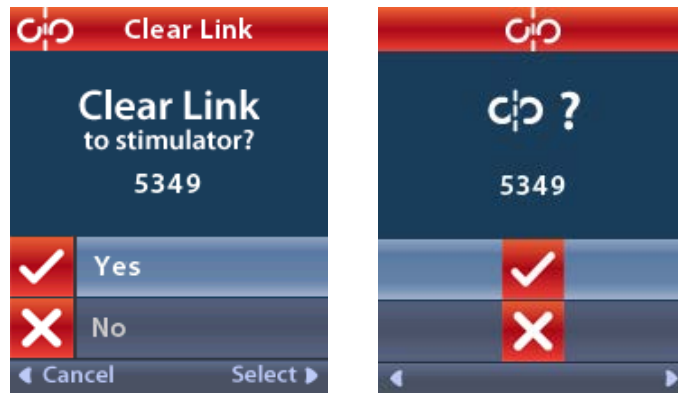 Clear Link
Clear Link
to stimulator?
5349
Yes
No
Cancel Select
?
5349